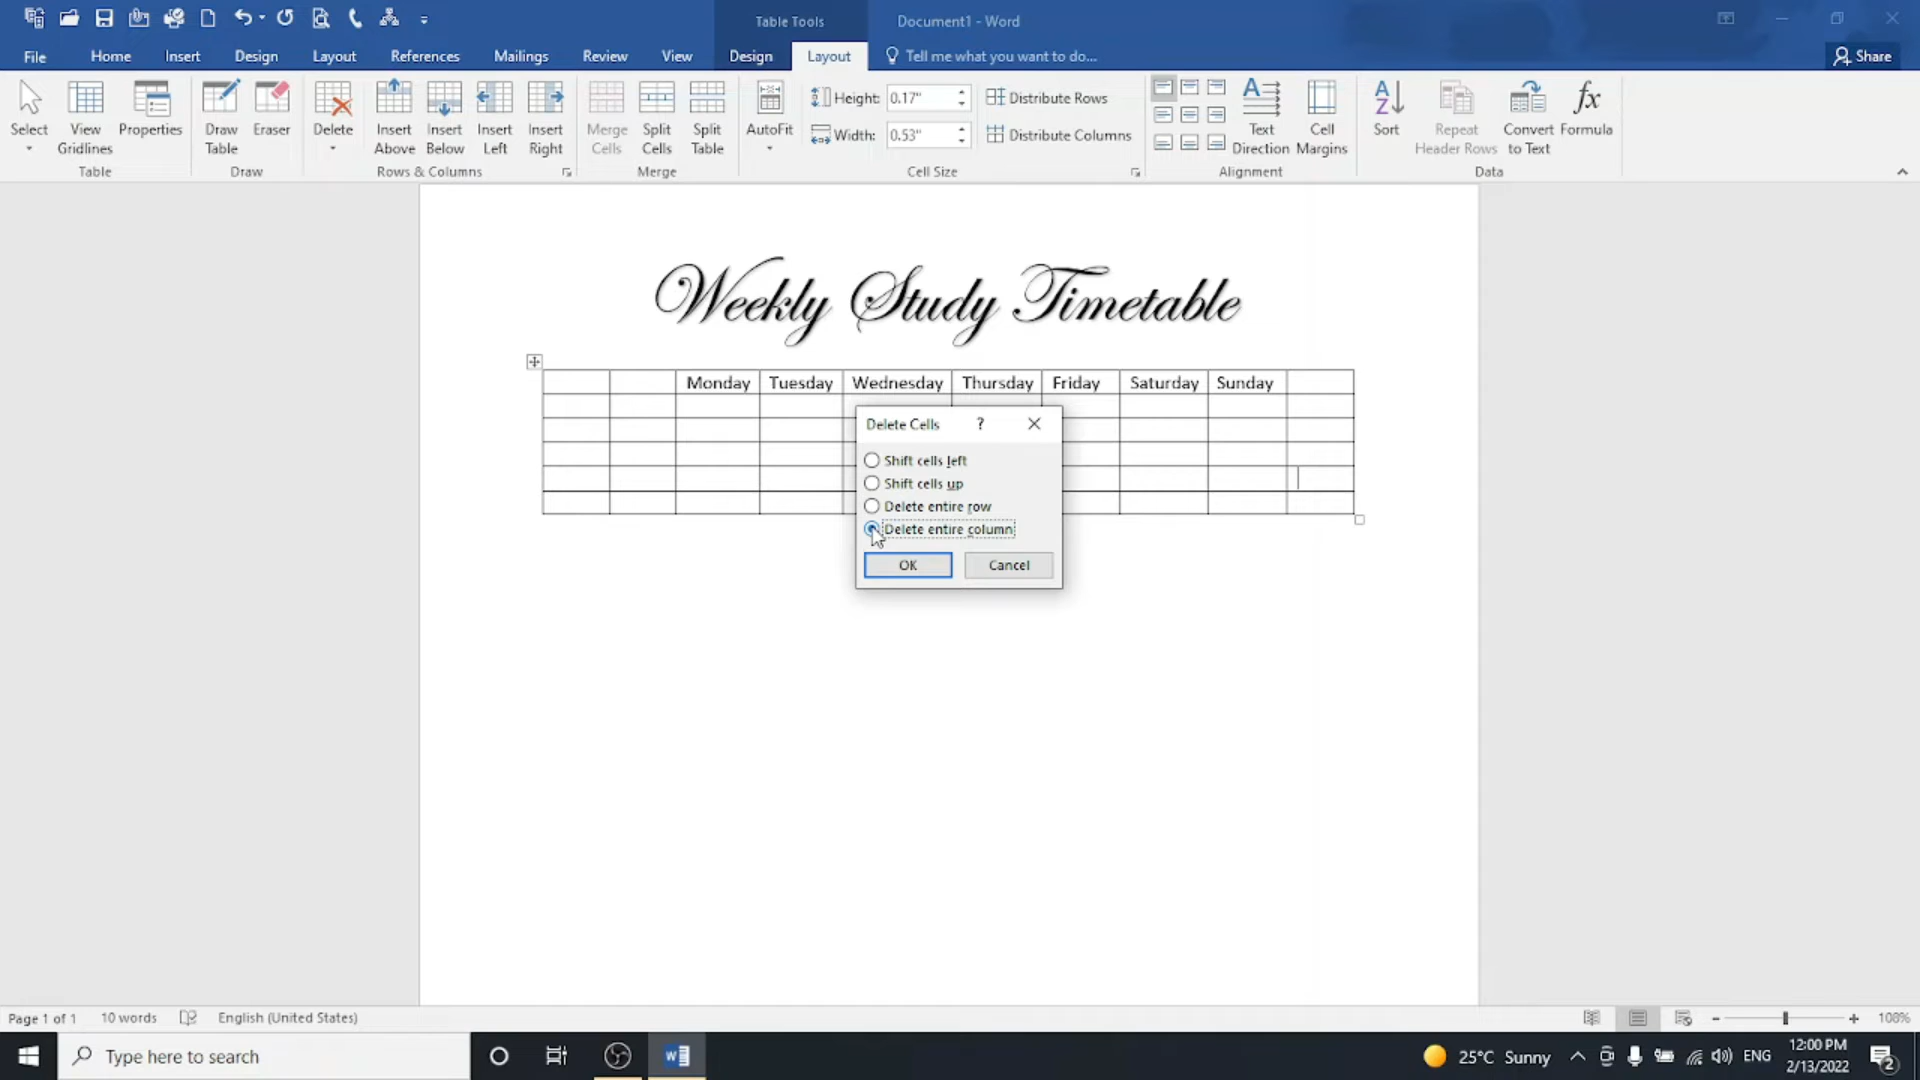 Table Tools
Document1 - Word
File
Home
Insert
Design
Layout
References
Mailings
Review
View
Design
Layout
Tell me what you want to do...
Share
Select
View Gridlines
Properties
Draw Table
Eraser
Delete
Insert Above
Insert Below
Insert Left
Insert Right
Merge Cells
Split Cells
Split Table
AutoFit
Height: 0.17"
Width: 0.53"
Distribute Rows
Distribute Columns
Text Direction
Cell Margins
Sort
Repeat Header Rows
Convert to Text
Formula
Table
Draw
Rows & Columns
Merge
Cell Size
Alignment
Data
Weekly Study Timetable
Monday Tuesday Wednesday Thursday Friday Saturday Sunday
Delete Cells ?
Shift cells left
Shift cells up
Delete entire row
Delete entire column
OK
Cancel
Page 1 of 1
10 words
English (United States)
108%
Type here to search
25°C Sunny
ENG
12:00 PM
2/13/2022
2